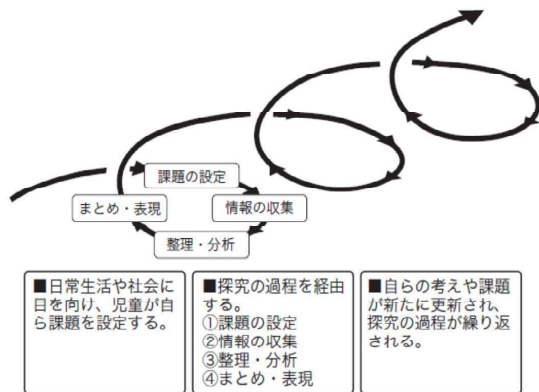 課題の設定
まとめ・表現
情報の収集
整理・分析
■日常生活や社会に
日を向け、児童が自
ら課題を設定する。
■探究の過程を経由
する。
①課題の設定
②情報の収集
③整理・分析
④まとめ・表現
■自らの考えや課題
が新たに更新され、
探究の過程が繰り返
される。